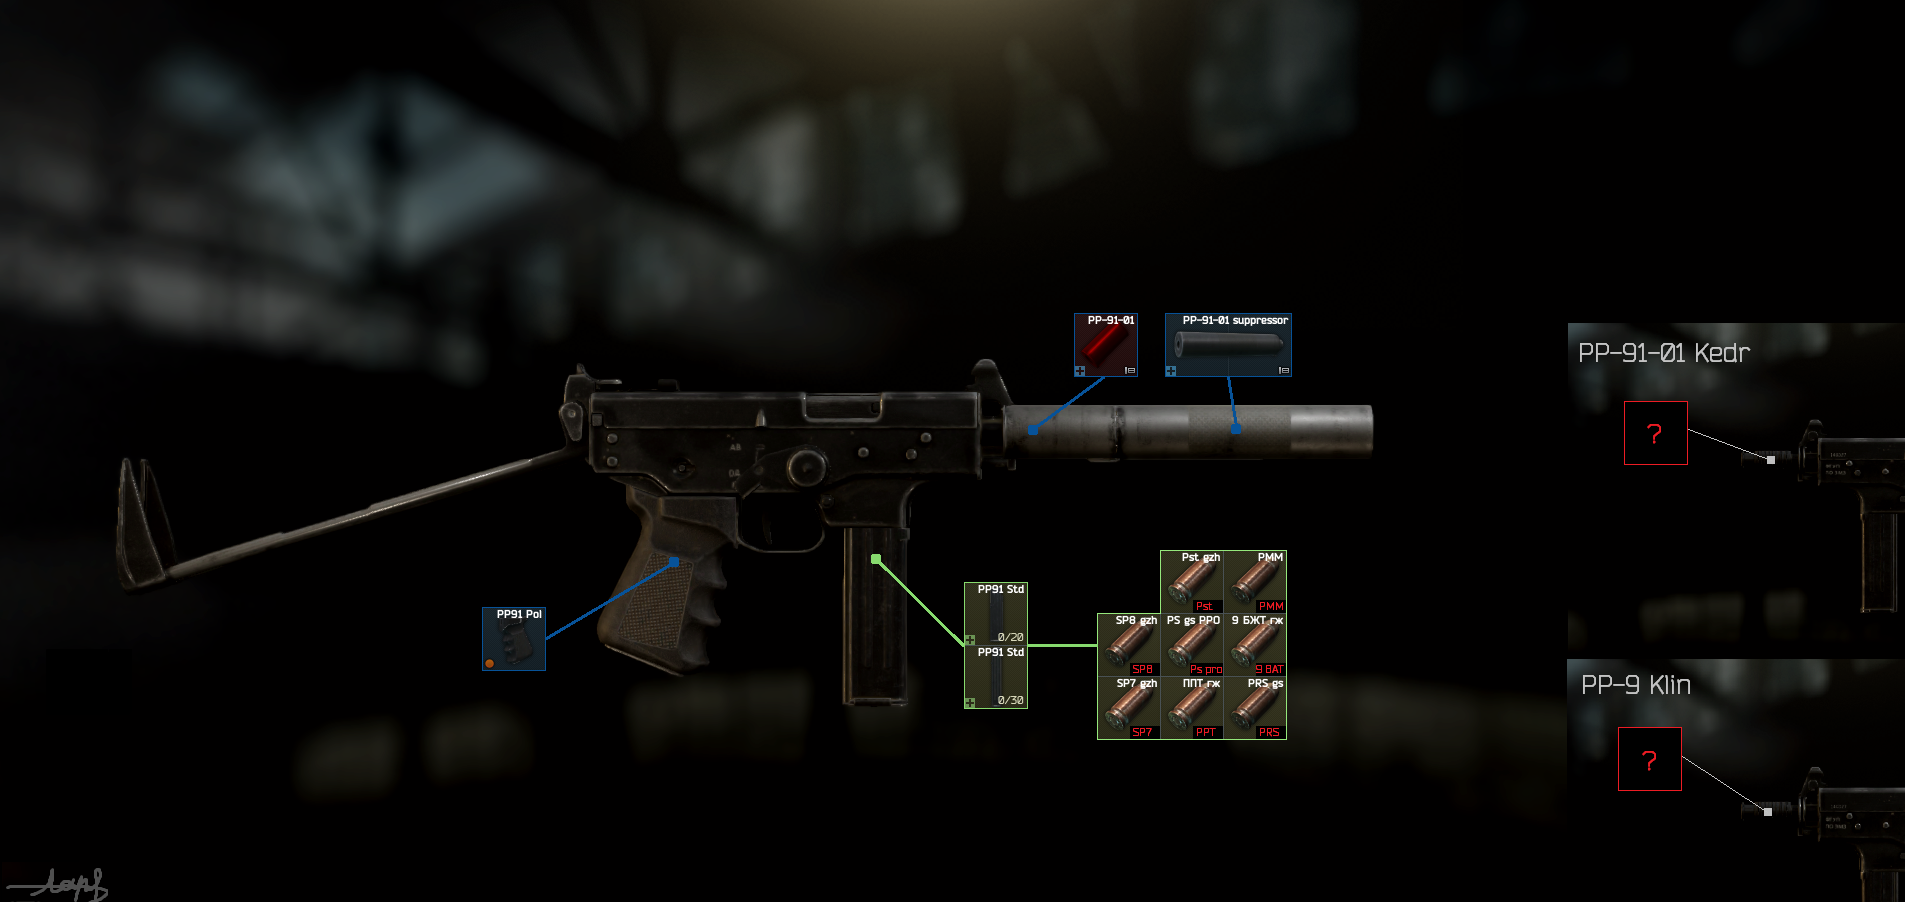 PP-91-01
PP-91-01 suppressor
PP-91-01 Kedr
?
Pst gzh
PMM
Pst
PMM
PP91 Std
0/20
SP8 gzh
PS gs PPO
9 БЖТ гж
SP8
Ps pro
9 BAT
PP91 Pol
PP91 Std
0/30
SP7 gzh
ППТ гж
PRS gs
SP7
PPT
PRS
PP-9 Klin
?